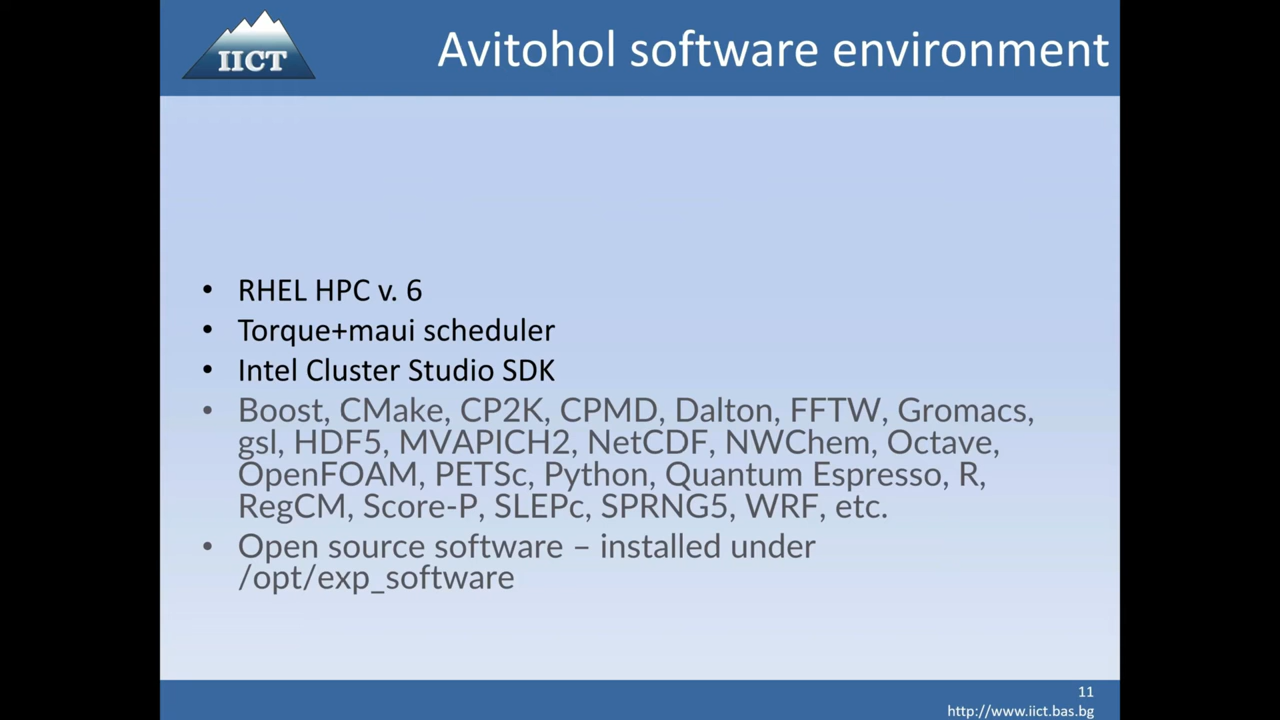 IICT
Avitohol software environment
• RHEL HPC v. 6
• Torque+maui scheduler
• Intel Cluster Studio SDK
• Boost, CMake, CP2K, CPMD, Dalton, FFTW, Gromacs,
gsl, HDF5, MVAPICH2, NetCDF, NWChem, Octave,
OpenFOAM, PETSc, Python, Quantum Espresso, R,
RegCM, Score-P, SLEPc, SPRNG5, WRF, etc.
• Open source software – installed under
/opt/exp_software
11
http://www.iict.bas.bg